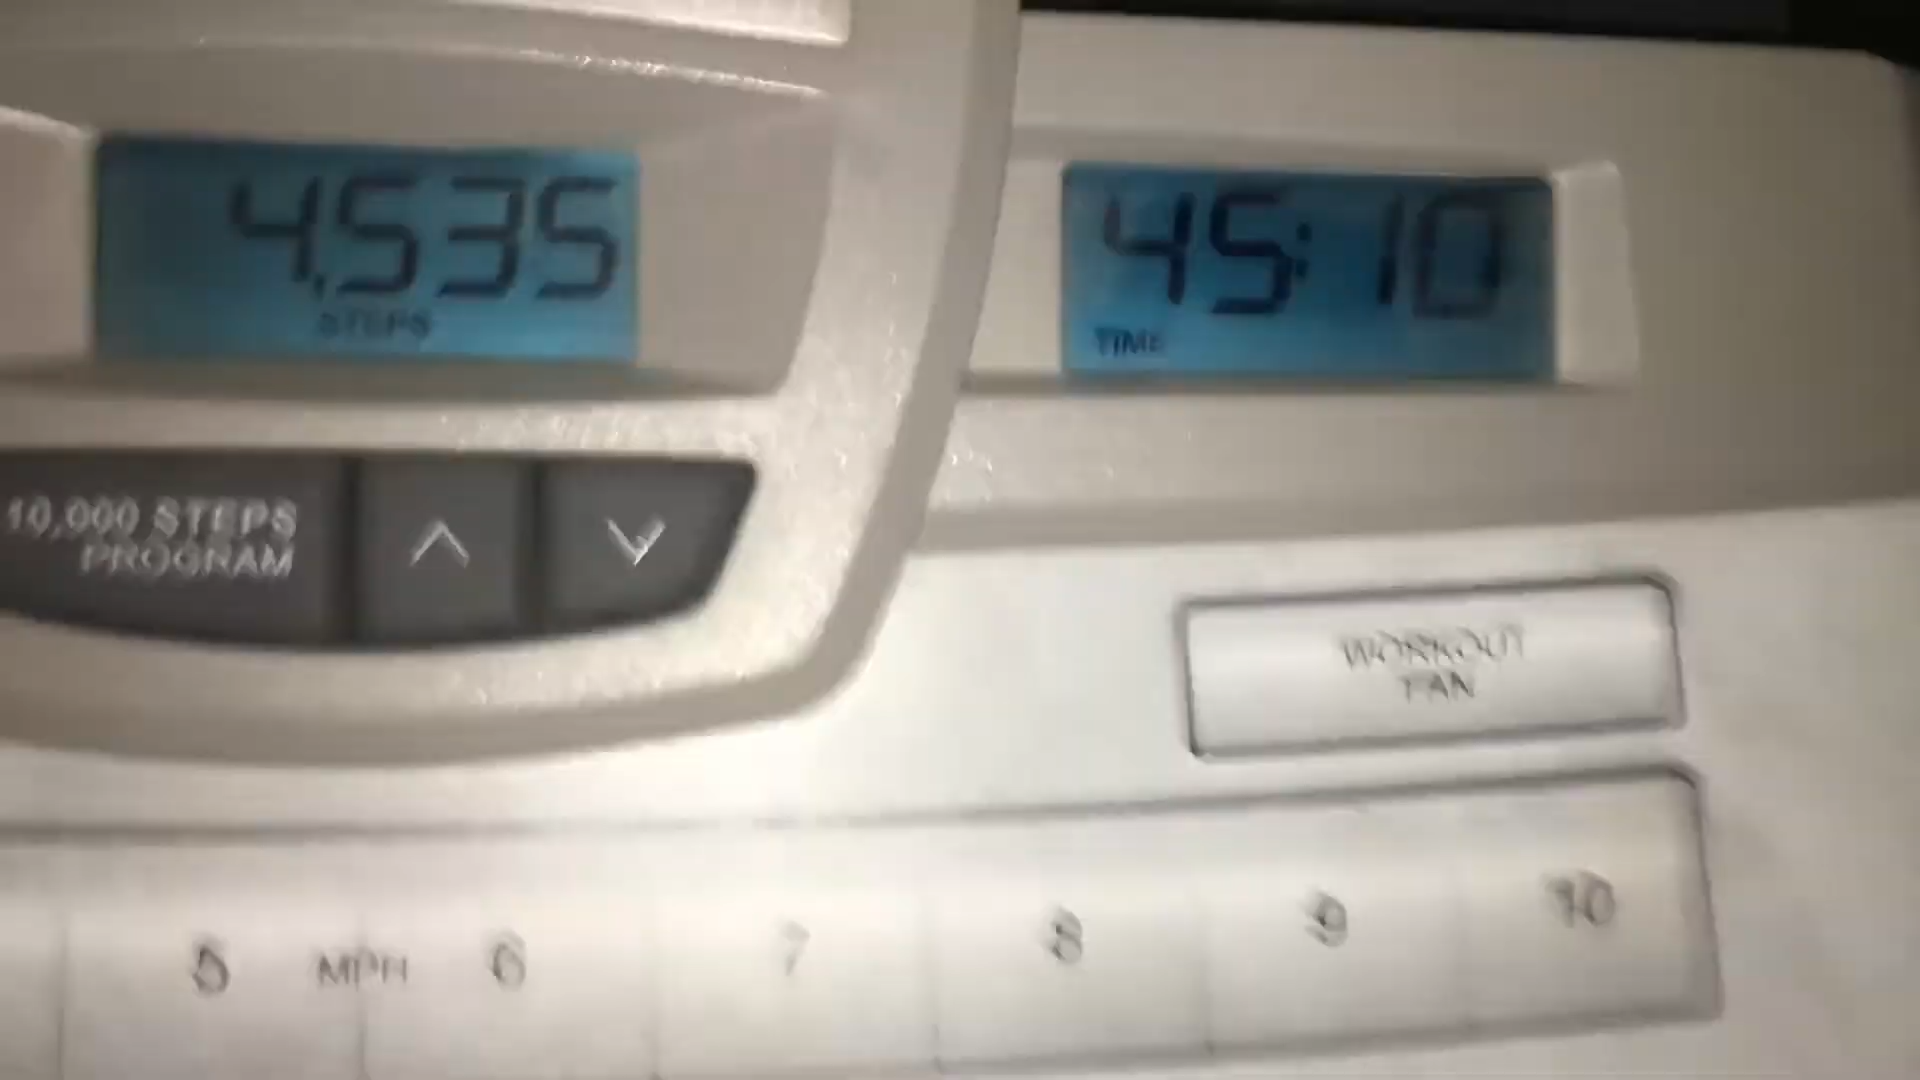 4,535
STEPS
45:10
TIME
10,000 STEPS
PROGRAM
WORKOUT
FAN
5 MPH 6 7 8 9 10